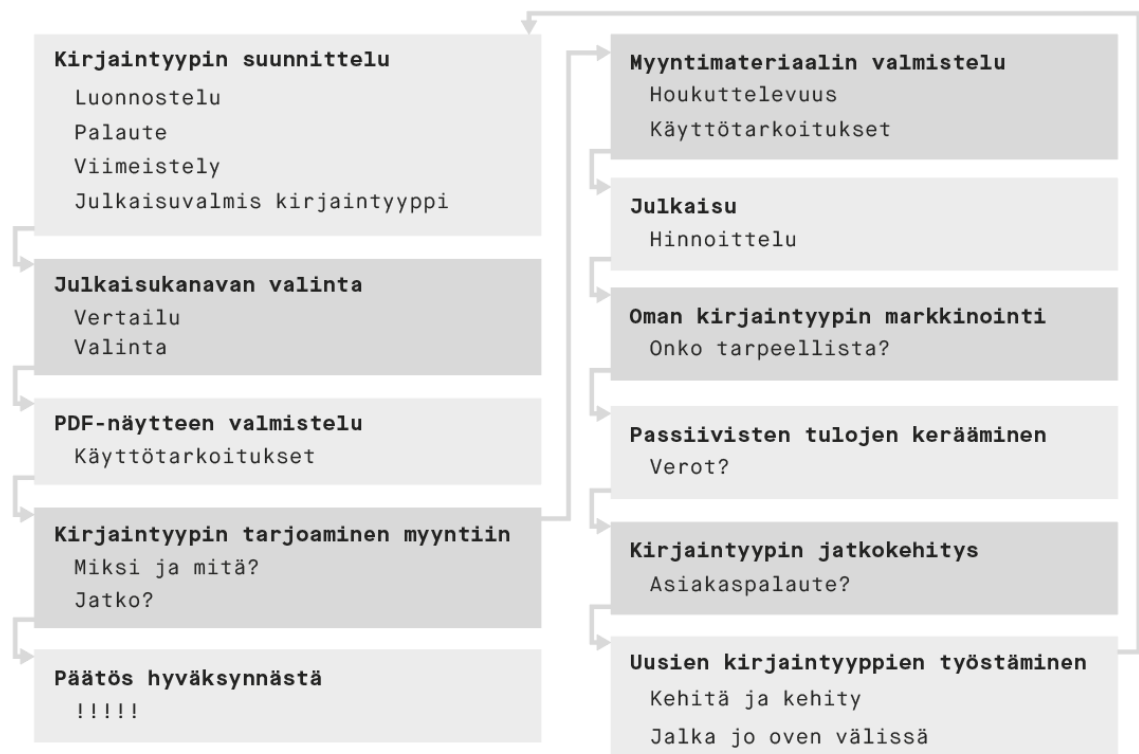 Kirjaintyypin suunnittelu
Luonnostelu
Palaute
Viimeistely
Julkaisuvalmis kirjaintyyppi
Julkaisukanavan valinta
Vertailu
Valinta
PDF-näytteen valmistelu
Käyttötarkoitukset
Kirjaintyypin tarjoaminen myyntiin
Miksi ja mitä?
Jatko?
Päätös hyväksynnästä
!!!!!
Myyntimateriaalin valmistelu
Houkuttelevuus
Käyttötarkoitukset
Julkaisu
Hinnoittelu
Oman kirjaintyypin markkinointi
Onko tarpeellista?
Passiivisten tulojen kerääminen
Verot?
Kirjaintyypin jatkokehitys
Asiakaspalaute?
Uusien kirjaintyyppien työstäminen
Kehitä ja kehity
Jalka jo oven välissä